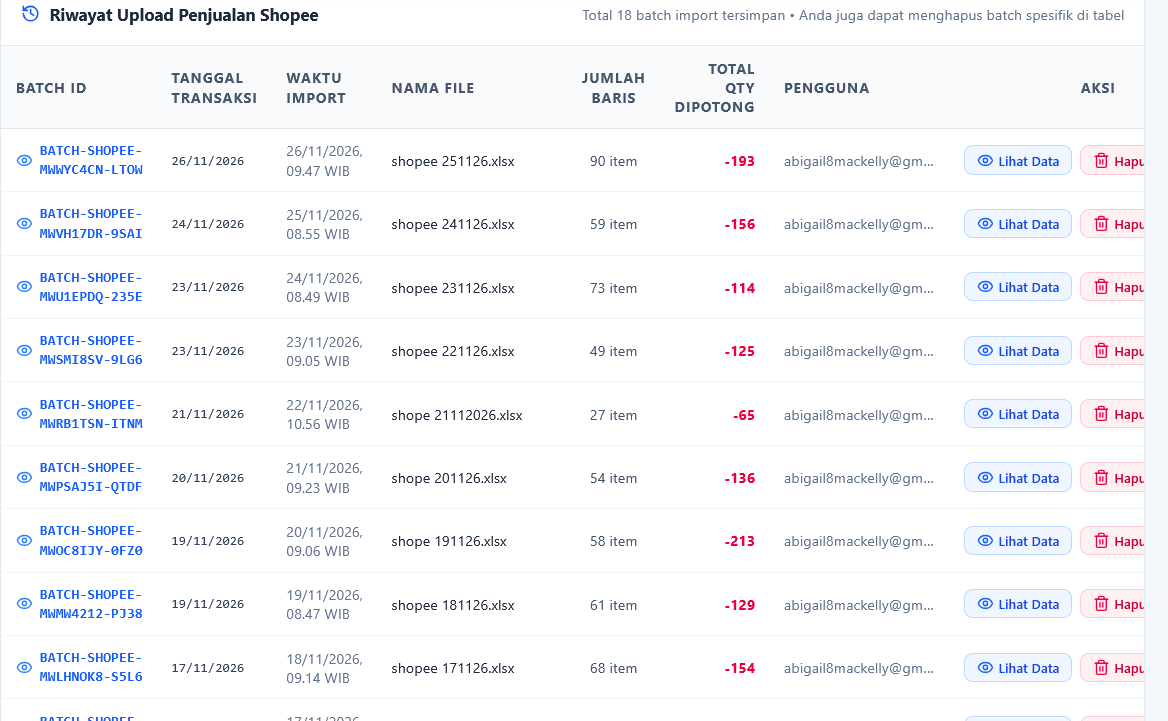 Riwayat Upload Penjualan Shopee
Total 18 batch import tersimpan • Anda juga dapat menghapus batch spesifik di tabel
BATCH ID TANGGAL TRANSAKSI WAKTU IMPORT NAMA FILE JUMLAH BARIS TOTAL QTY DIPOTONG PENGGUNA AKSI
BATCH-SHOPEE-MWWYC4CN-LTOW 26/11/2026 26/11/2026, 09.47 WIB shopee 251126.xlsx 90 item -193 abigail8mackelly@gm... Lihat Data Hapu
BATCH-SHOPEE-MWVH17DR-9SAI 24/11/2026 25/11/2026, 08.55 WIB shopee 241126.xlsx 59 item -156 abigail8mackelly@gm... Lihat Data Hapu
BATCH-SHOPEE-MWU1EPDQ-235E 23/11/2026 24/11/2026, 08.49 WIB shopee 231126.xlsx 73 item -114 abigail8mackelly@gm... Lihat Data Hapu
BATCH-SHOPEE-MWSMI8SV-9LG6 23/11/2026 23/11/2026, 09.05 WIB shopee 221126.xlsx 49 item -125 abigail8mackelly@gm... Lihat Data Hapu
BATCH-SHOPEE-MWRB1TSN-ITNM 21/11/2026 22/11/2026, 10.56 WIB shope 21112026.xlsx 27 item -65 abigail8mackelly@gm... Lihat Data Hapu
BATCH-SHOPEE-MWPSAJ5I-QTDF 20/11/2026 21/11/2026, 09.23 WIB shope 201126.xlsx 54 item -136 abigail8mackelly@gm... Lihat Data Hapu
BATCH-SHOPEE-MWOC8IJY-0FZ0 19/11/2026 20/11/2026, 09.06 WIB shope 191126.xlsx 58 item -213 abigail8mackelly@gm... Lihat Data Hapu
BATCH-SHOPEE-MWMW4212-PJ38 19/11/2026 19/11/2026, 08.47 WIB shopee 181126.xlsx 61 item -129 abigail8mackelly@gm... Lihat Data Hapu
BATCH-SHOPEE-MWLHNOK8-S5L6 17/11/2026 18/11/2026, 09.14 WIB shopee 171126.xlsx 68 item -154 abigail8mackelly@gm... Lihat Data Hapu